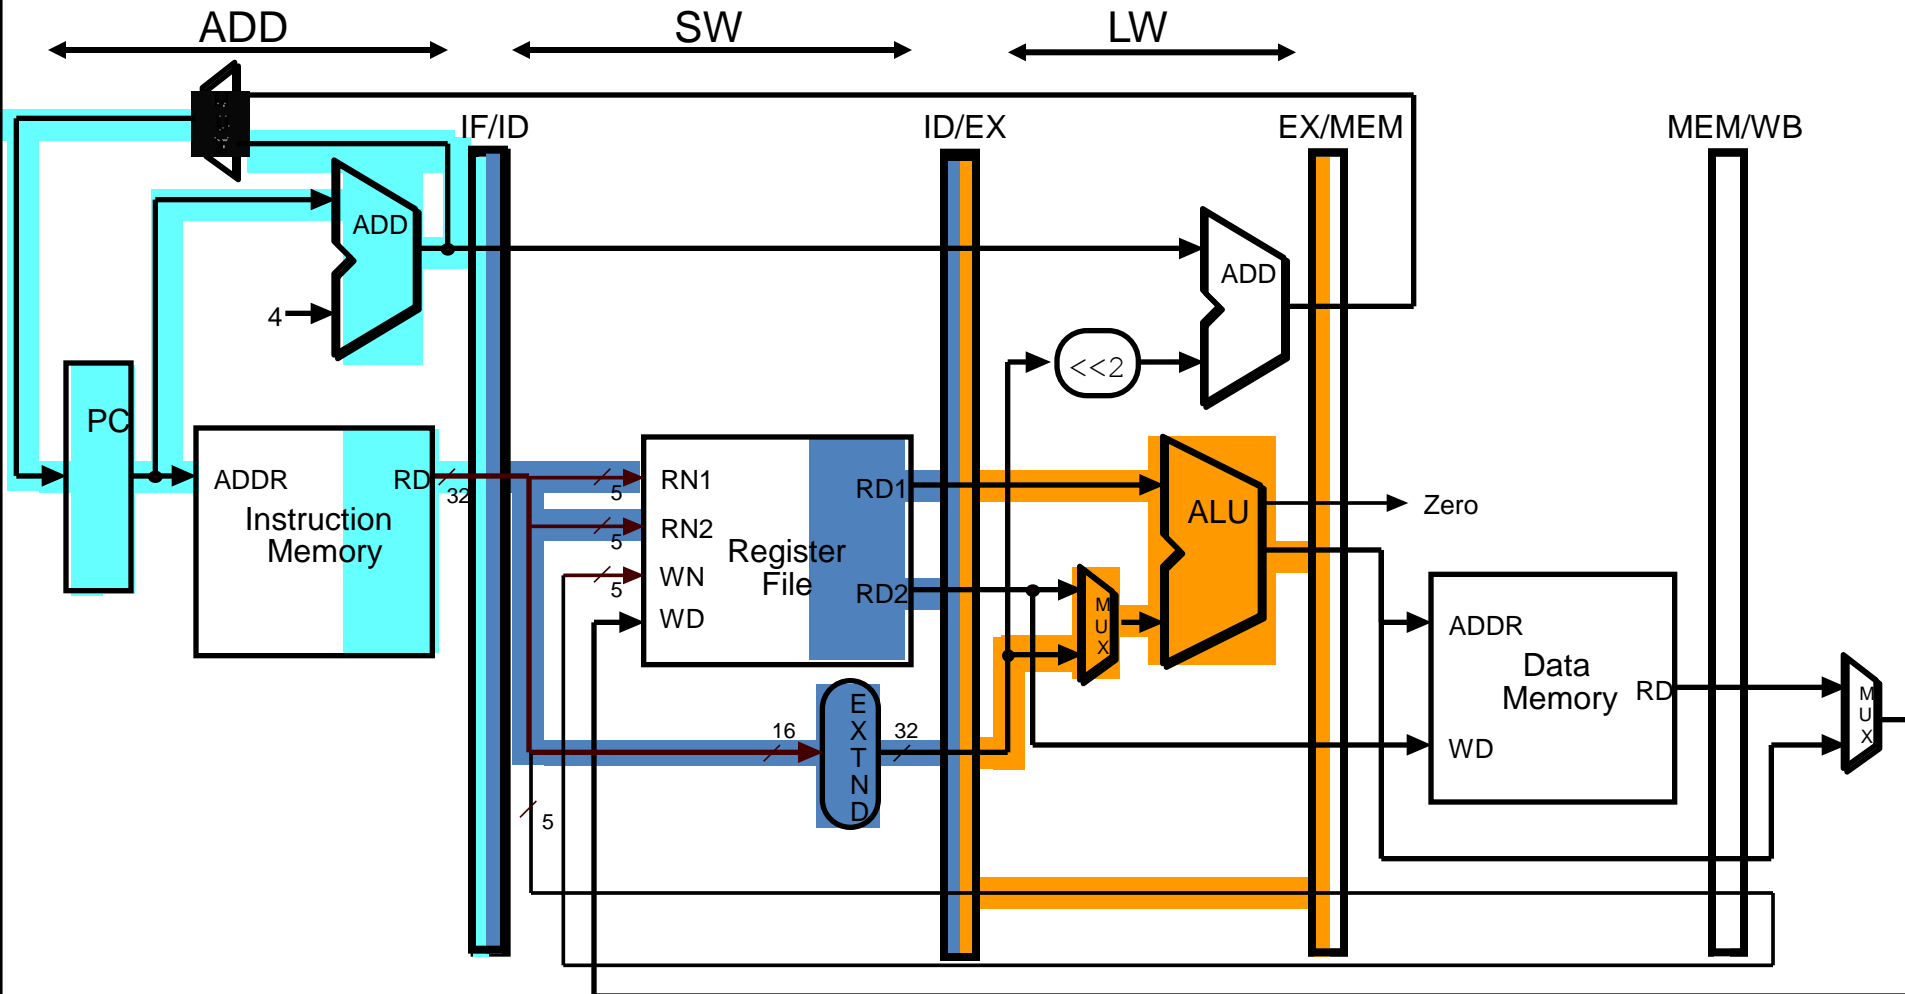 ADD
SW
LW
IF/ID
ID/EX
EX/MEM
MEM/WB
ADD
4
ADD
<<2
PC
ADDR
RD
32
Instruction
Memory
5
RN1
5
RN2
5
WN
WD
Register
File
RD1
RD2
16
E
X
T
N
D
32
5
M
U
X
ALU
Zero
ADDR
Data
Memory
RD
WD
M
U
X